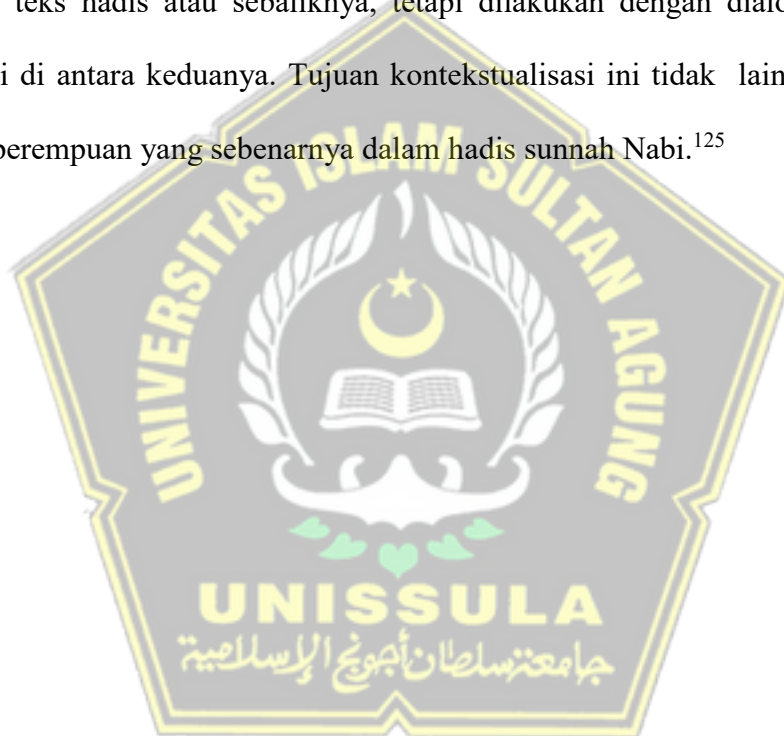 teks hadis atau sebaliknya, tetapi dilakukan dengan
i di antara keduanya. Tujuan kontekstualisasi ini tidak lain
perempuan yang sebenarnya dalam hadis sunnah Nabi.¹²⁵
UNIVERSITAS ISLAM SULTAN AGUNG
UNISSULA
جامعة سلطان أجونج الإسلامية